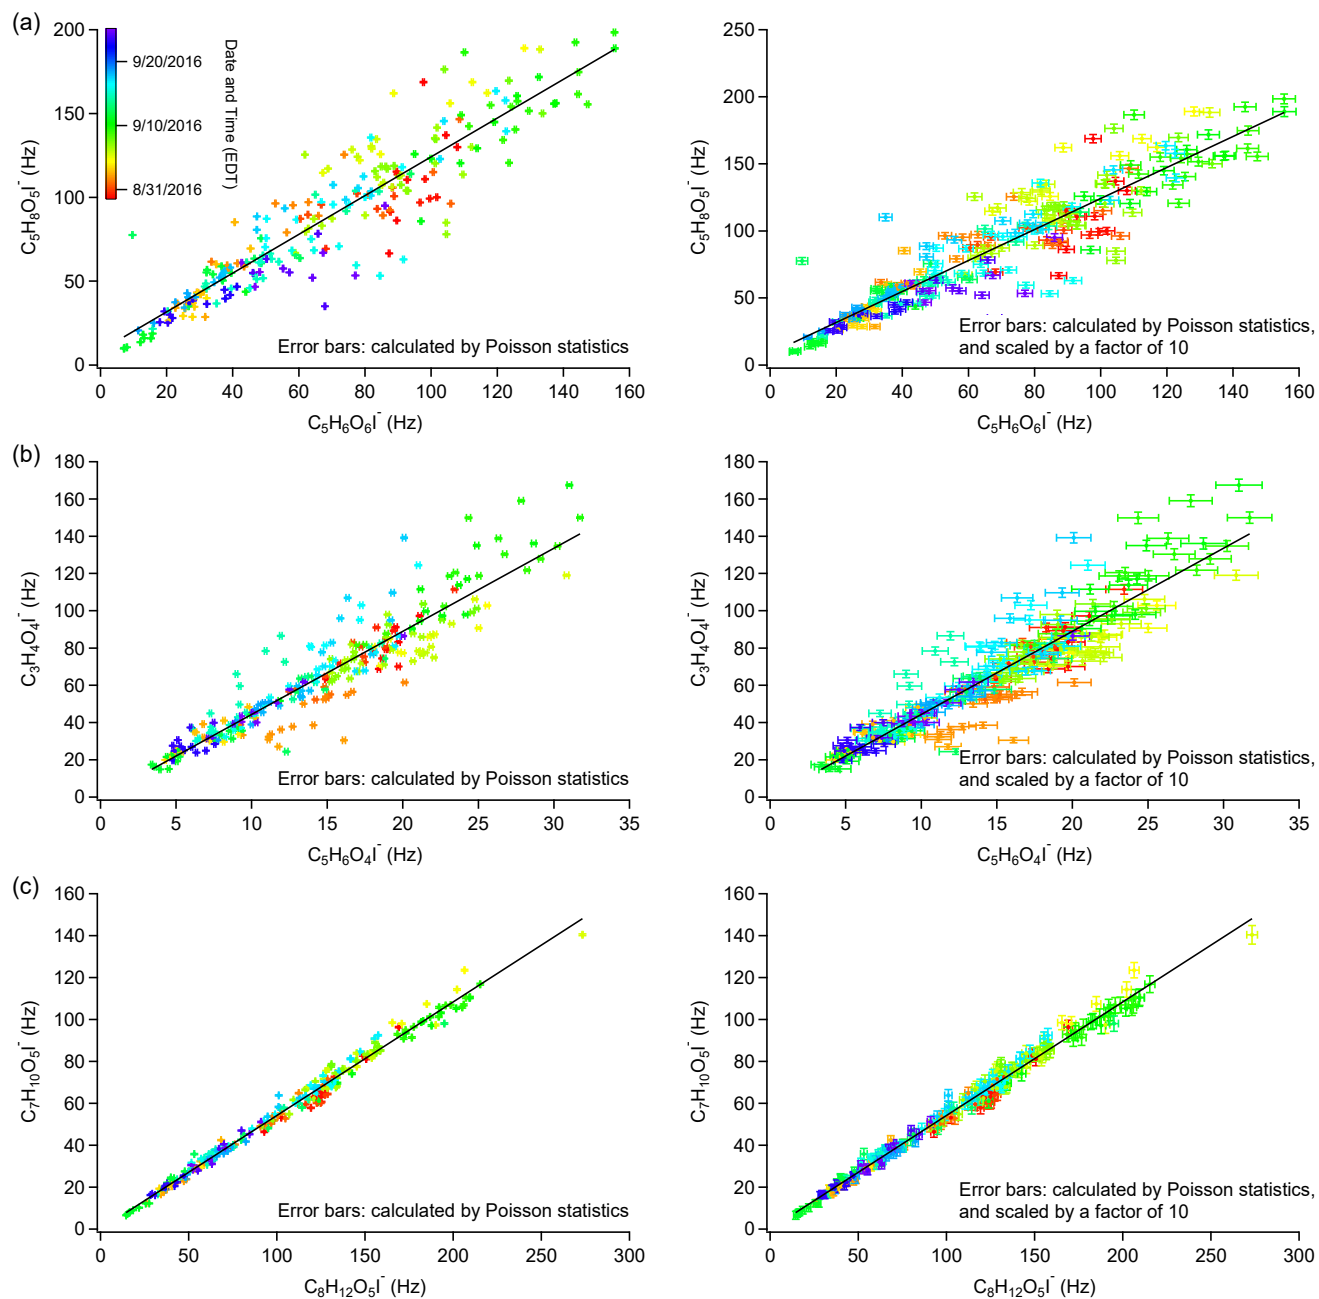 (a)
200
150
100
50
0
C₅H₈O₅I⁻ (Hz)
9/20/2016
9/10/2016
8/31/2016
Date and Time (EDT)
Error bars: calculated by Poisson statistics
0 20 40 60 80 100 120 140 160
C₅H₆O₆I⁻ (Hz)
250
200
150
100
50
0
C₅H₈O₅I⁻ (Hz)
Error bars: calculated by Poisson statistics,
and scaled by a factor of 10
0 20 40 60 80 100 120 140 160
C₅H₆O₆I⁻ (Hz)
(b)
180
160
140
120
100
80
60
40
20
0
C₃H₄O₄I⁻ (Hz)
Error bars: calculated by Poisson statistics
0 5 10 15 20 25 30 35
C₅H₆O₄I⁻ (Hz)
180
160
140
120
100
80
60
40
20
0
C₃H₄O₄I⁻ (Hz)
Error bars: calculated by Poisson statistics,
and scaled by a factor of 10
0 5 10 15 20 25 30 35
C₅H₆O₄I⁻ (Hz)
(c)
160
140
120
100
80
60
40
20
0
C₇H₁₀O₅I⁻ (Hz)
Error bars: calculated by Poisson statistics
0 50 100 150 200 250 300
C₈H₁₂O₅I⁻ (Hz)
160
140
120
100
80
60
40
20
0
C₇H₁₀O₅I⁻ (Hz)
Error bars: calculated by Poisson statistics,
and scaled by a factor of 10
0 50 100 150 200 250 300
C₈H₁₂O₅I⁻ (Hz)